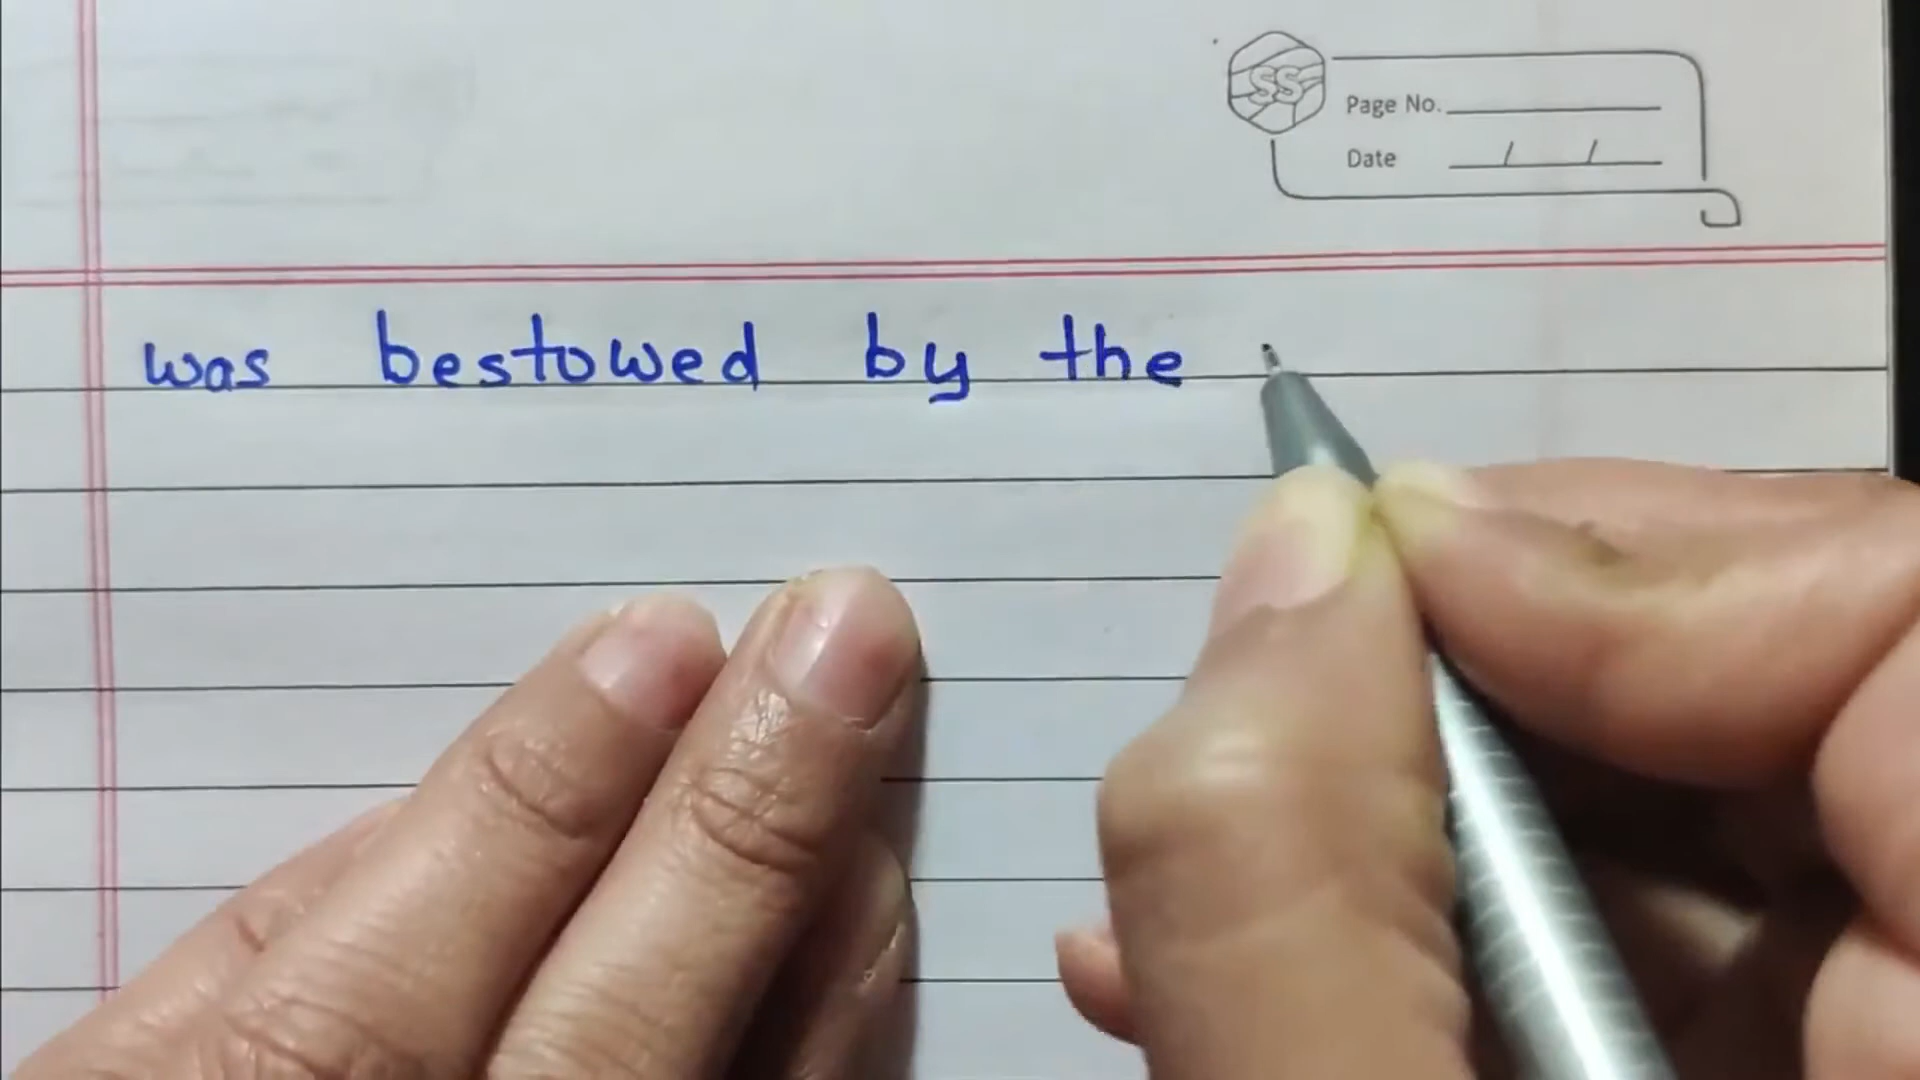 SS
Page No.
Date / /
was bestowed by the